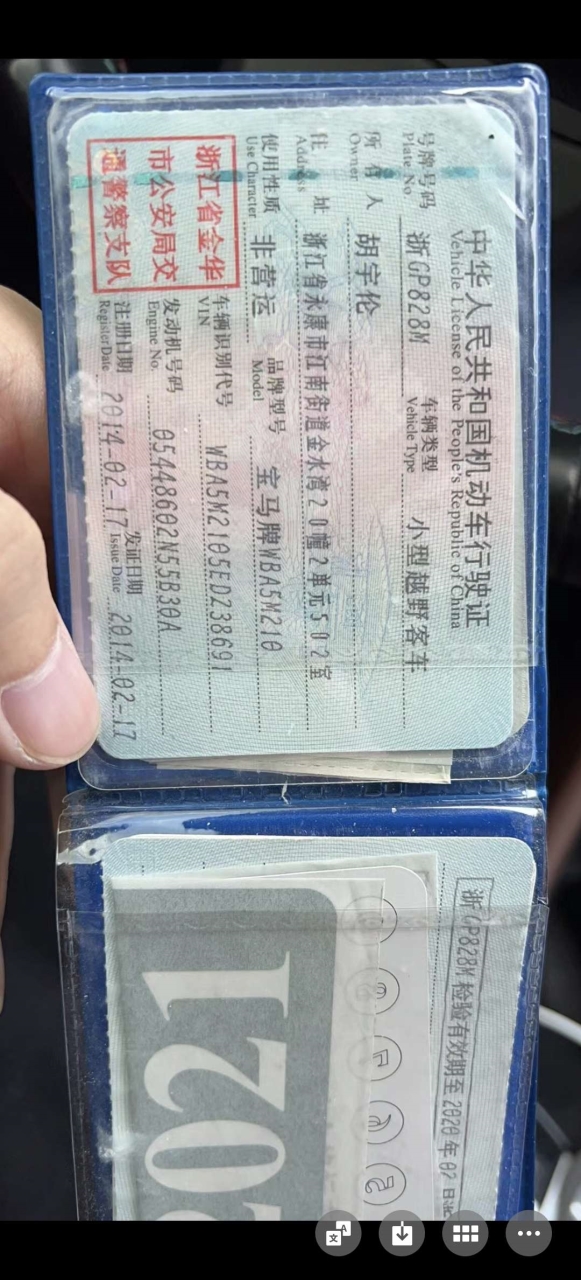 中华人民共和国机动车行驶证
Vehicle License of the People's Republic of China
号牌号码 浙GP828M 车辆类型 小型越野客车
Plate No. Vehicle Type
所有人 胡宇伦
Owner
住址 浙江省永康市江南街道金水湾20幢2单元502室
Address
使用性质 非营运 品牌型号 宝马牌WBA5M210
Use Character Model
浙江省金华
市公安局交
通警察支队
车辆识别代号 WBA5M2105EDZ38691
VIN
发动机号码 05448602N55B30A
Engine No.
注册日期 2014-02-17 发证日期 2014-02-17
Register Date Issue Date
浙GP828M 检验有效期至2020年02
2021